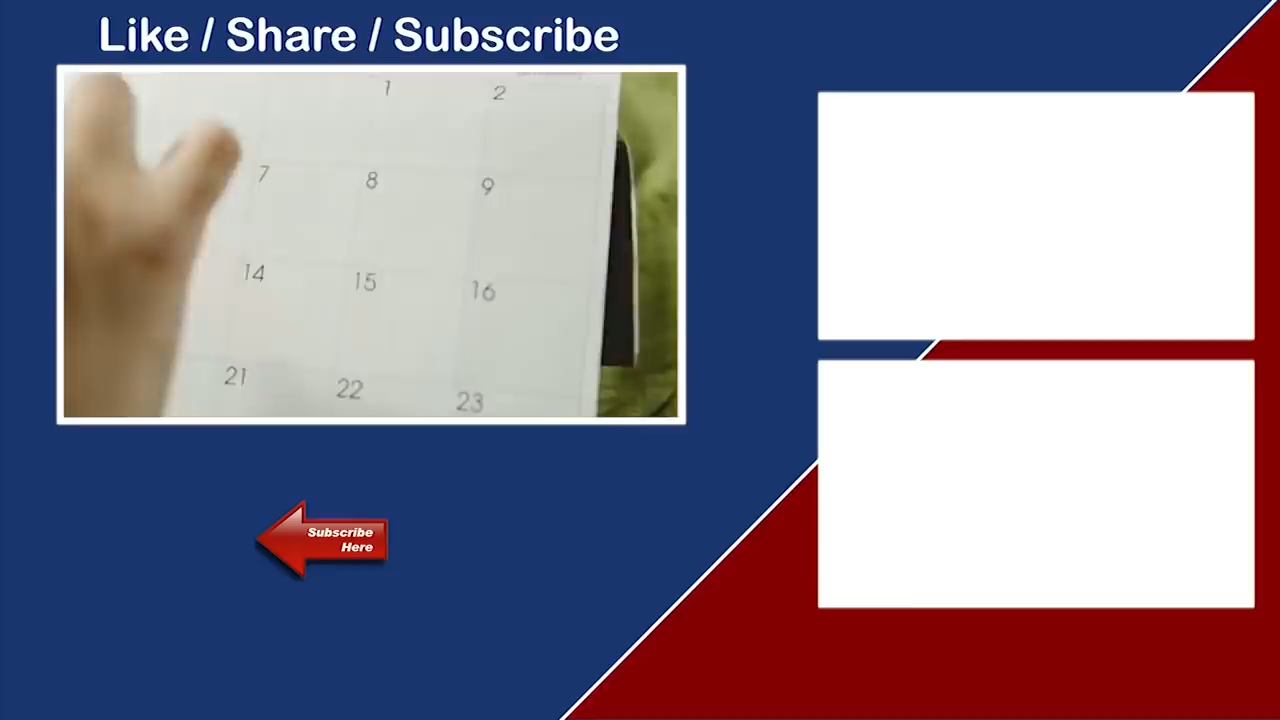 Like / Share / Subscribe
1 2
7 8 9
14 15 16
21 22 23
Subscribe
Here